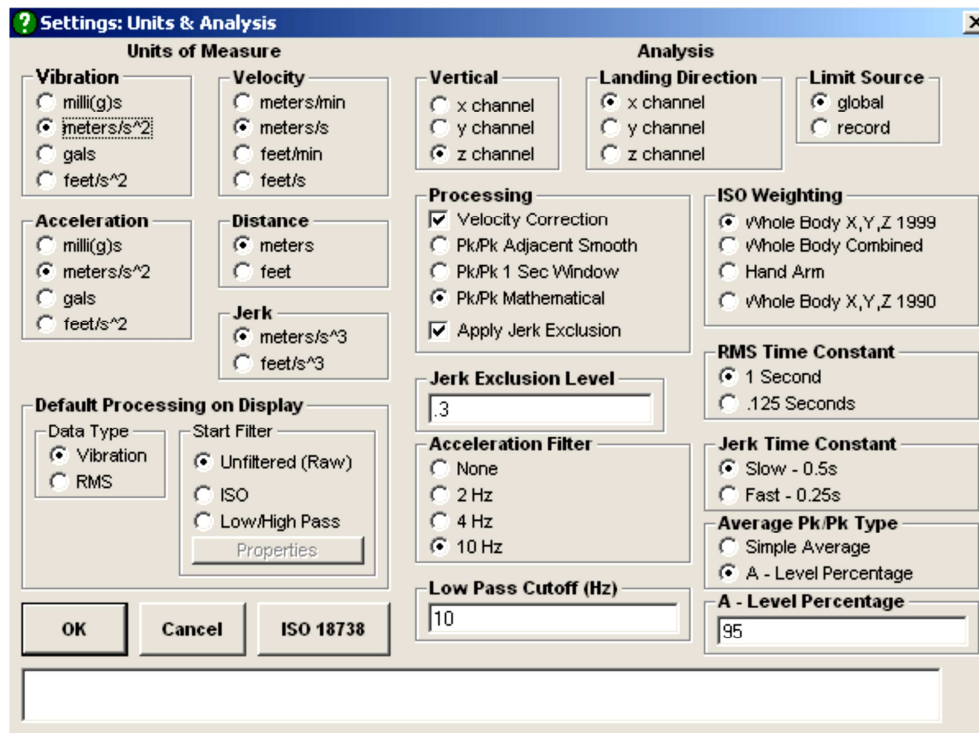 Settings: Units & Analysis
Units of Measure
Vibration
milli(g)s
meters/s^2
gals
feet/s^2
Velocity
meters/min
meters/s
feet/min
feet/s
Acceleration
milli(g)s
meters/s^2
gals
feet/s^2
Distance
meters
feet
Jerk
meters/s^3
feet/s^3
Default Processing on Display
Data Type
Vibration
RMS
Start Filter
Unfiltered (Raw)
ISO
Low/High Pass
Properties
OK
Cancel
ISO 18738
Analysis
Vertical
x channel
y channel
z channel
Landing Direction
x channel
y channel
z channel
Limit Source
global
record
Processing
Velocity Correction
Pk/Pk Adjacent Smooth
Pk/Pk 1 Sec Window
Pk/Pk Mathematical
Apply Jerk Exclusion
Jerk Exclusion Level
.3
Acceleration Filter
None
2 Hz
4 Hz
10 Hz
Low Pass Cutoff (Hz)
10
ISO Weighting
Whole Body X,Y,Z 1999
Whole Body Combined
Hand Arm
Whole Body X,Y,Z 1990
RMS Time Constant
1 Second
.125 Seconds
Jerk Time Constant
Slow - 0.5s
Fast - 0.25s
Average Pk/Pk Type
Simple Average
A - Level Percentage
A - Level Percentage
95